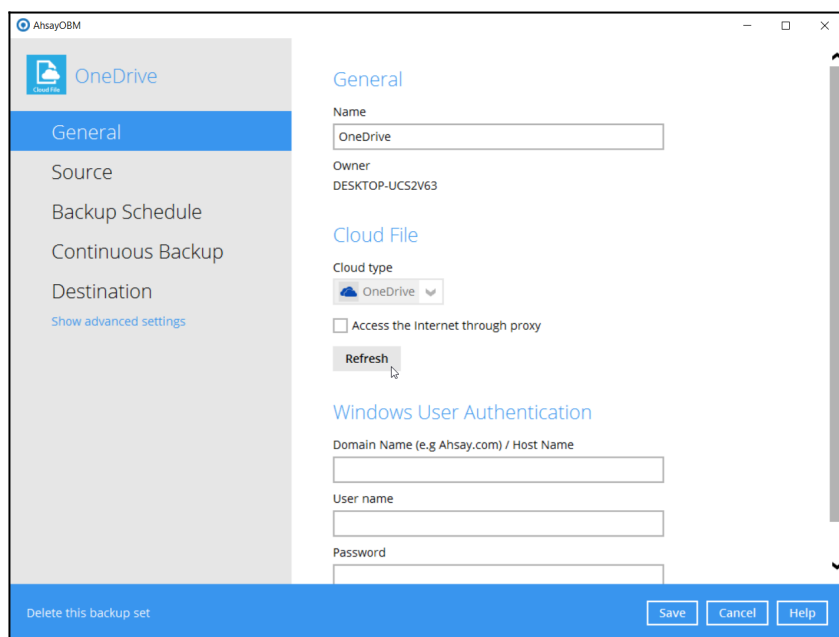 AhsayOBM
Cloud File
OneDrive
General
Source
Backup Schedule
Continuous Backup
Destination
Show advanced settings
General
Name
OneDrive
Owner
DESKTOP-UCS2V63
Cloud File
Cloud type
OneDrive
Access the Internet through proxy
Refresh
Windows User Authentication
Domain Name (e.g Ahsay.com) / Host Name
User name
Password
Delete this backup set
Save
Cancel
Help